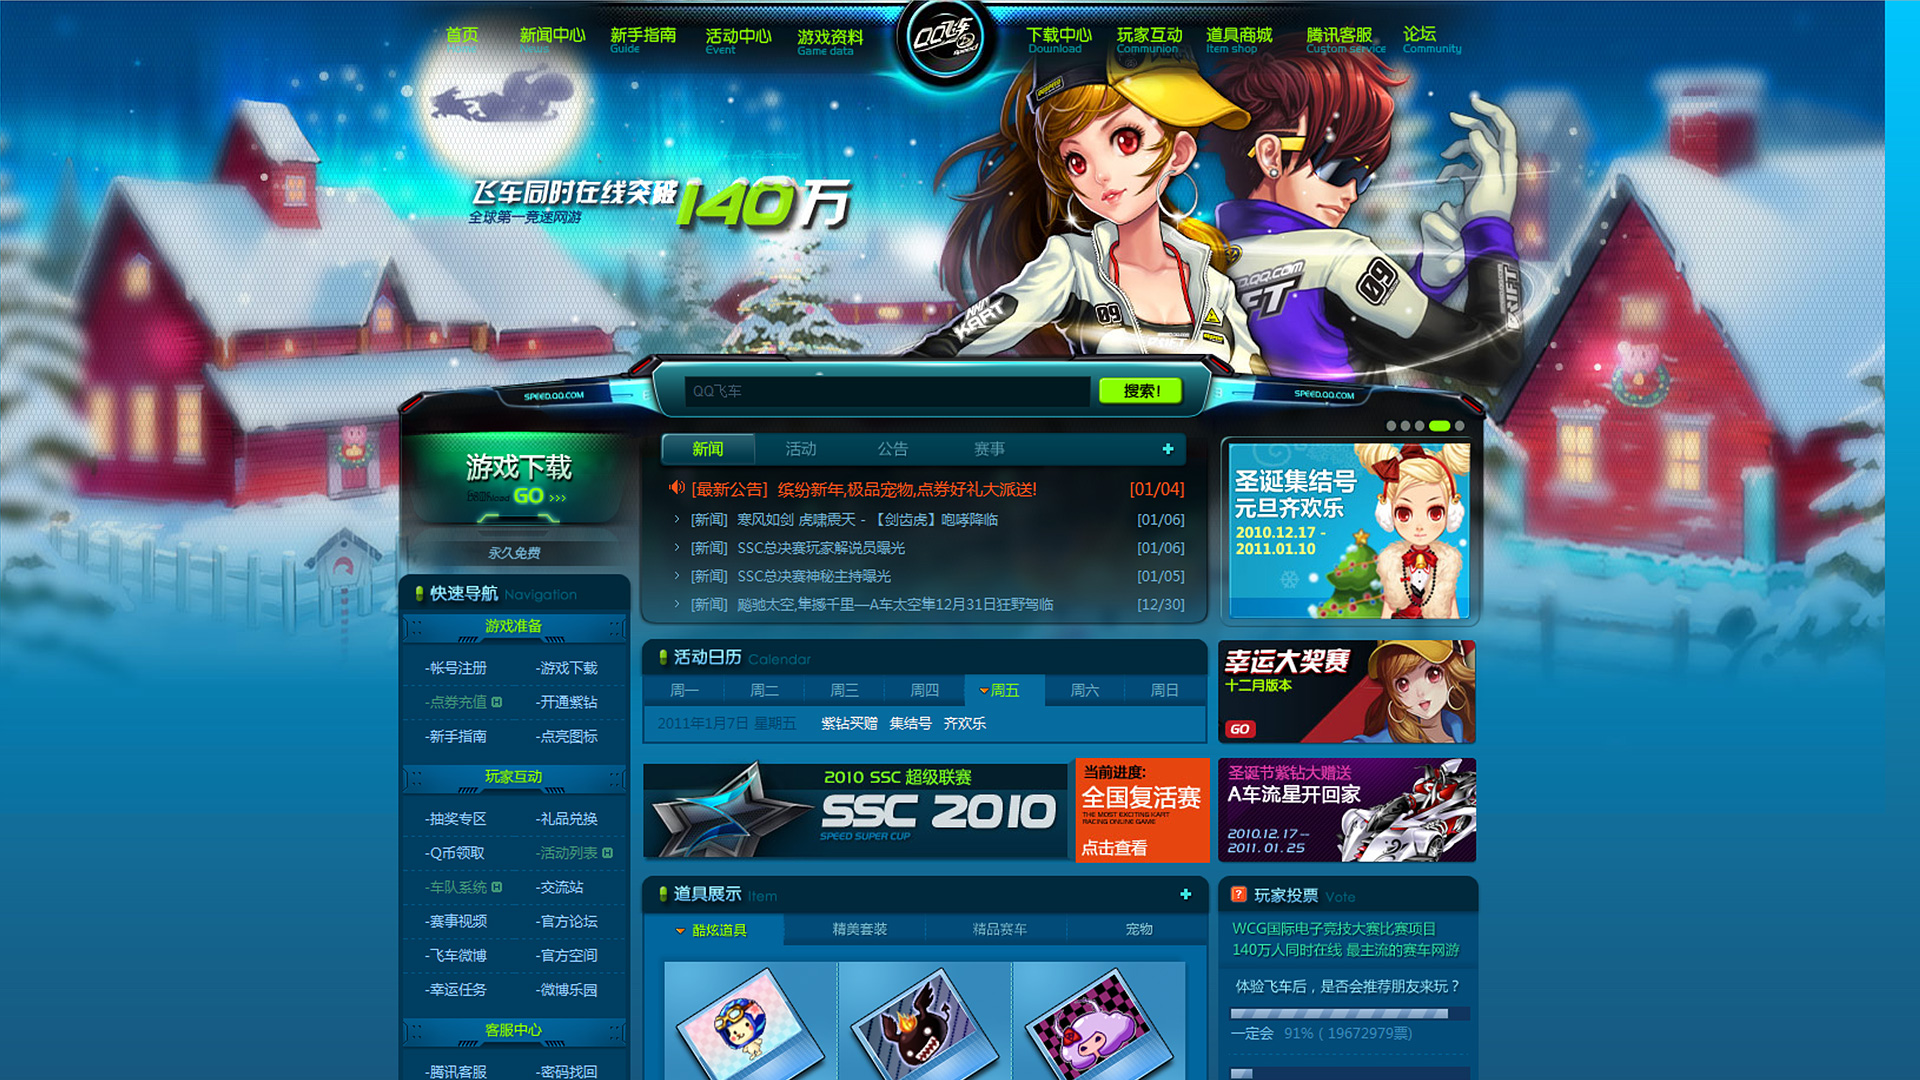 首页 新闻中心 新手指南 活动中心 游戏资料 QQ飞车 下载中心 玩家互动 道具商城 腾讯客服 论坛
Home News Guide Event Game data Speed Download Communion Item shop Custom service Community
飞车同时在线突破140万
全球第一竞速网游
D.QQ.COM
09
KART
09
DRIFT
SPEED.QQ.COM
QQ飞车
搜索!
SPEED.QQ.COM
游戏下载
GO >>>
永久免费
新闻 活动 公告 赛事 +
[最新公告] 缤纷新年,极品宠物,点券好礼大派送! [01/04]
[新闻] 寒风如剑 虎啸震天 - 【剑齿虎】咆哮降临 [01/06]
[新闻] SSC总决赛玩家解说员曝光 [01/06]
[新闻] SSC总决赛神秘主持曝光 [01/05]
[新闻] 飚驰太空,隼撼千里—A车太空隼12月31日狂野驾临 [12/30]
圣诞集结号
元旦齐欢乐
2010.12.17 -
2011.01.10
快速导航 Navigation
游戏准备
-帐号注册 -游戏下载
-点券充值 H -开通紫钻
-新手指南 -点亮图标
玩家互动
-抽奖专区 -礼品兑换
-Q币领取 -活动列表 H
-车队系统 H -交流站
-赛事视频 -官方论坛
-飞车微博 -官方空间
-幸运任务 -微博乐园
客服中心
-腾讯客服 -密码找回
活动日历 Calendar
周一 周二 周三 周四 周五 周六 周日
2011年1月7日 星期五 紫钻买赠 集结号 齐欢乐
2010 SSC 超级联赛
SSC 2010
SPEED SUPER CUP
当前进度:
全国复活赛
THE MOST EXCITING KART
RACING ONLINE GAME
点击查看
道具展示 Item +
酷炫道具 精美套装 精品赛车 宠物
幸运大奖赛
十二月版本
GO
圣诞节紫钻大赠送
A车流星开回家
2010.12.17 --
2011.01.25
? 玩家投票 Vote
WCG国际电子竞技大赛比赛项目
140万人同时在线 最主流的赛车网游
体验飞车后，是否会推荐朋友来玩？
一定会 91% ( 19672979票)